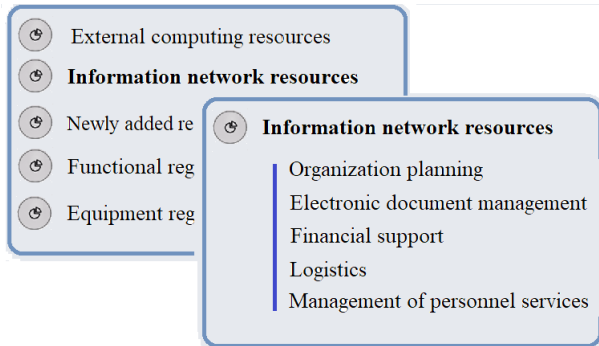 External computing resources
Information network resources
Newly added re
Functional reg
Equipment reg
Information network resources
Organization planning
Electronic document management
Financial support
Logistics
Management of personnel services